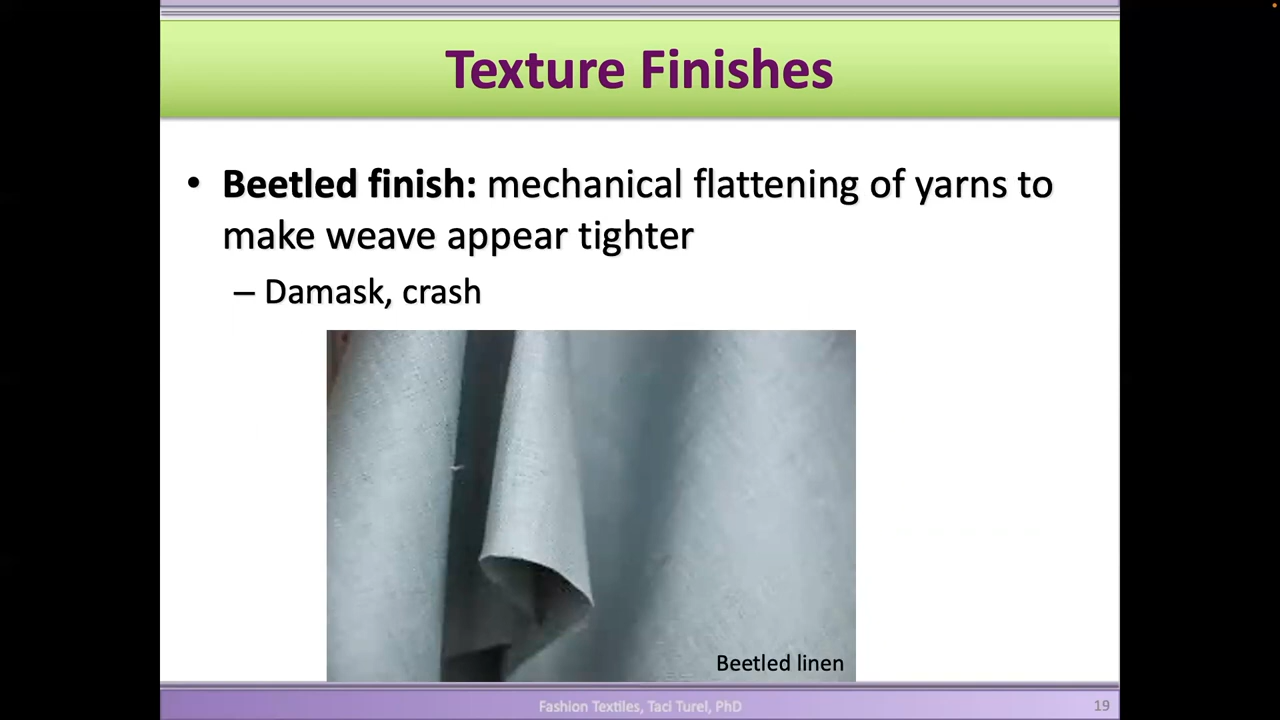 Texture Finishes
• Beetled finish: mechanical flattening of yarns to
make weave appear tighter
– Damask, crash
Beetled linen
Fashion Textiles, Taci Turel, PhD
19